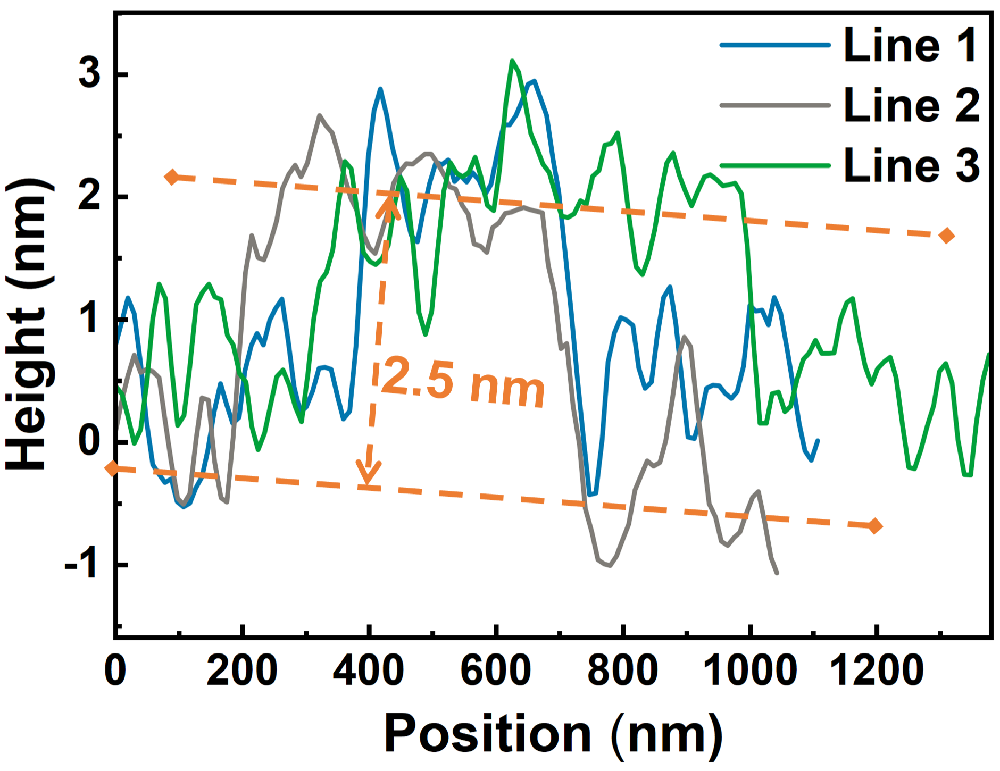 Line 1
Line 2
Line 3
3
2
1
0
-1
Height (nm)
2.5 nm
0 200 400 600 800 1000 1200
Position (nm)